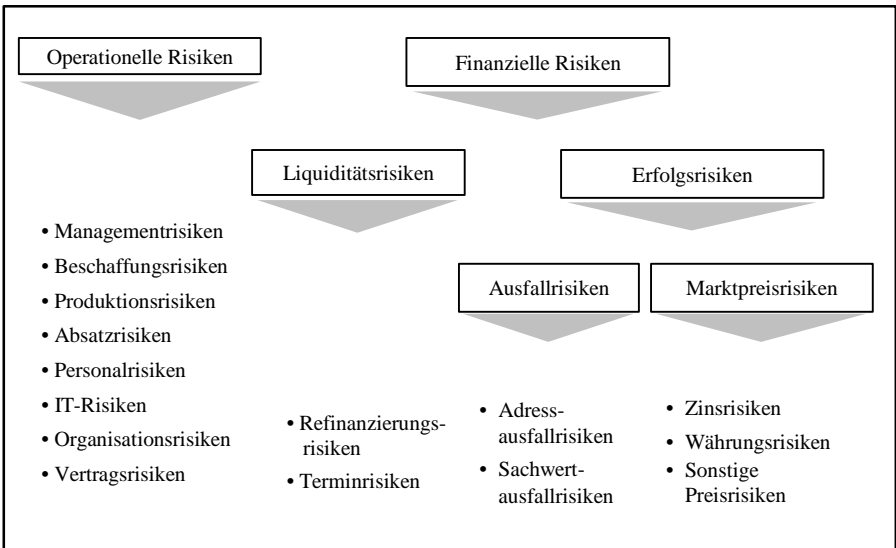 Operationelle Risiken
Finanzielle Risiken
Liquiditätsrisiken
Erfolgsrisiken
• Managementrisiken
• Beschaffungsrisiken
• Produktionsrisiken
• Absatzrisiken
• Personalrisiken
• IT-Risiken
• Organisationsrisiken
• Vertragsrisiken
Ausfallrisiken
Marktpreisrisiken
• Refinanzierungs-
risiken
• Terminrisiken
• Adress-
ausfallrisiken
• Sachwert-
ausfallrisiken
• Zinsrisiken
• Währungsrisiken
• Sonstige
Preisrisiken